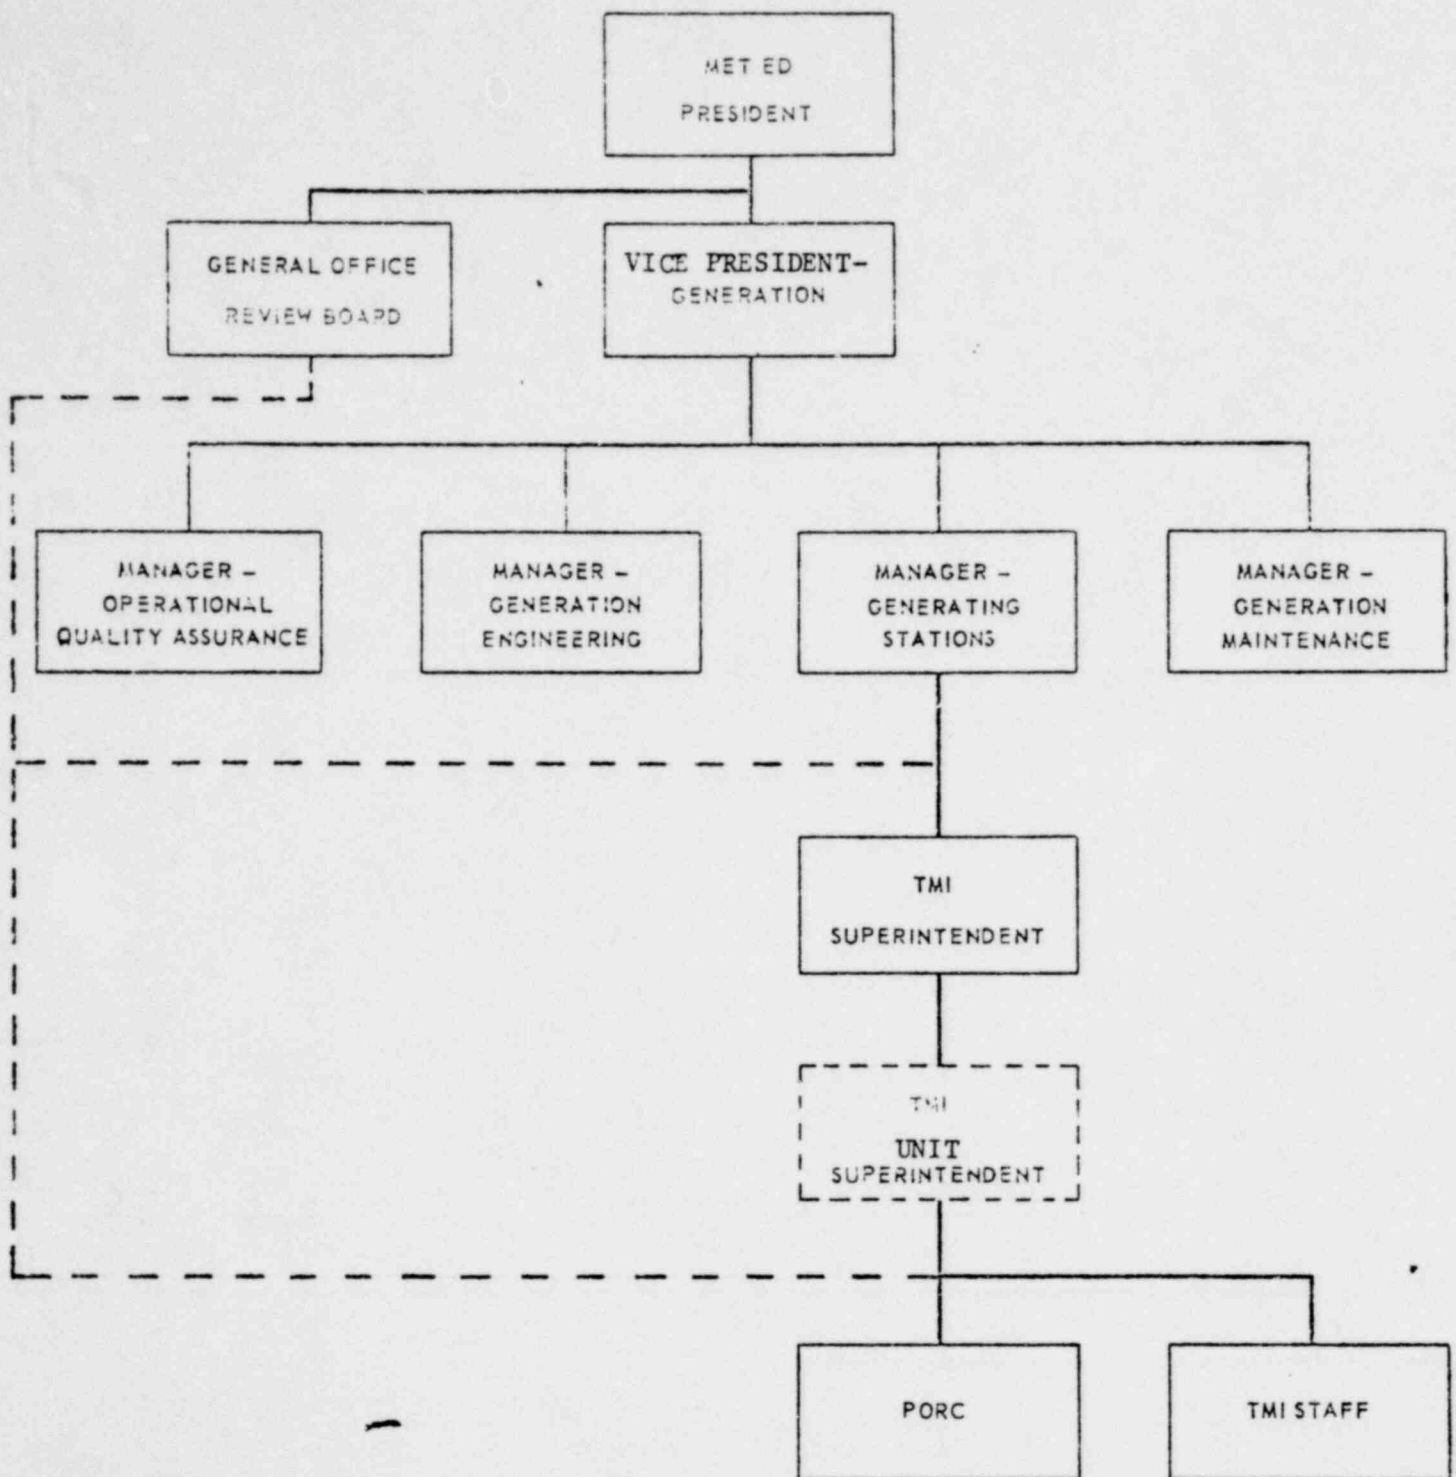 MET ED
PRESIDENT
GENERAL OFFICE
REVIEW BOARD
VICE PRESIDENT-
GENERATION
MANAGER –
OPERATIONAL
QUALITY ASSURANCE
MANAGER –
GENERATION
ENGINEERING
MANAGER –
GENERATING
STATIONS
MANAGER –
GENERATION
MAINTENANCE
TMI
SUPERINTENDENT
TMI
UNIT
SUPERINTENDENT
PORC
TMI STAFF